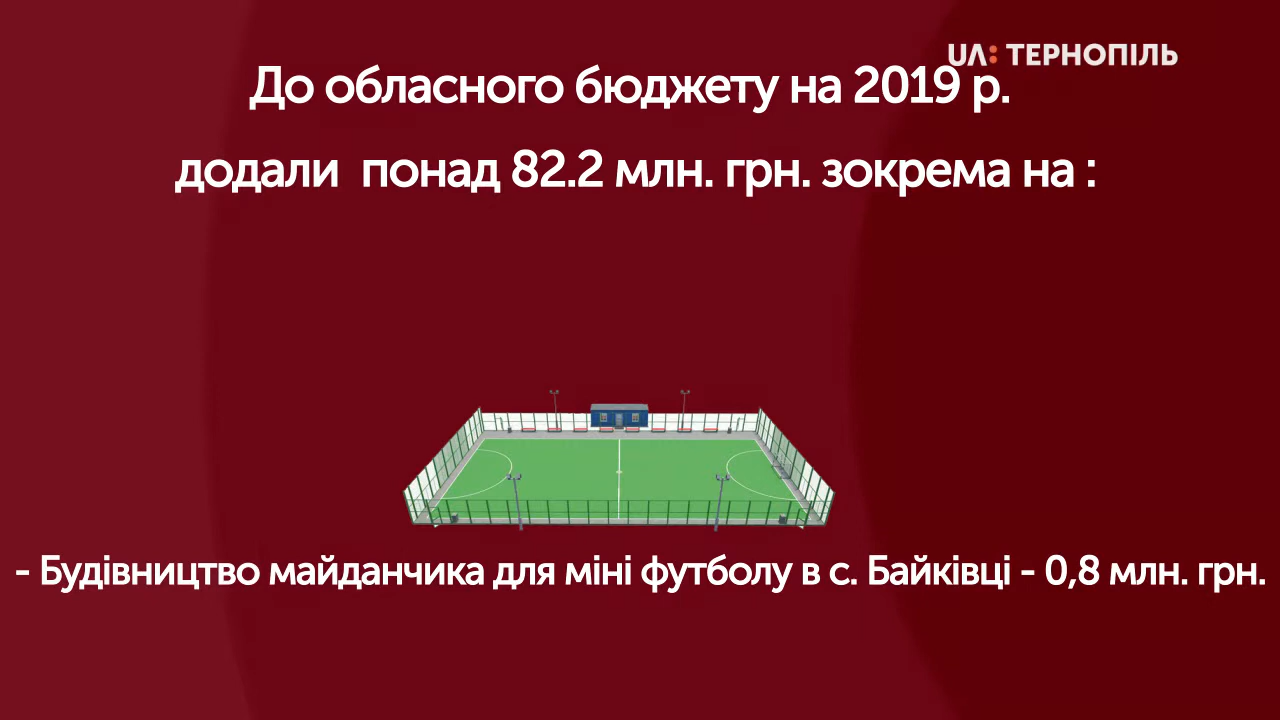 UA: ТЕРНОПІЛЬ
До обласного бюджету на 2019 р.
додали понад 82.2 млн. грн. зокрема на :
- Будівництво майданчика для міні футболу в с. Байківці - 0,8 млн. грн.